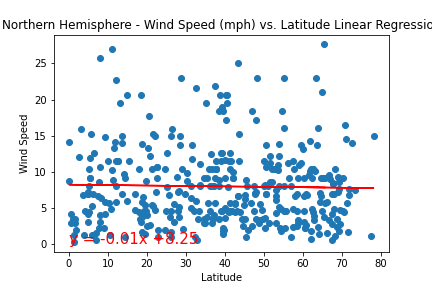 Northern Hemisphere - Wind Speed (mph) vs. Latitude Linear Regressio
25
20
15
10
5
0
Wind Speed
y = -0.01x +8.25
0 10 20 30 40 50 60 70 80
Latitude